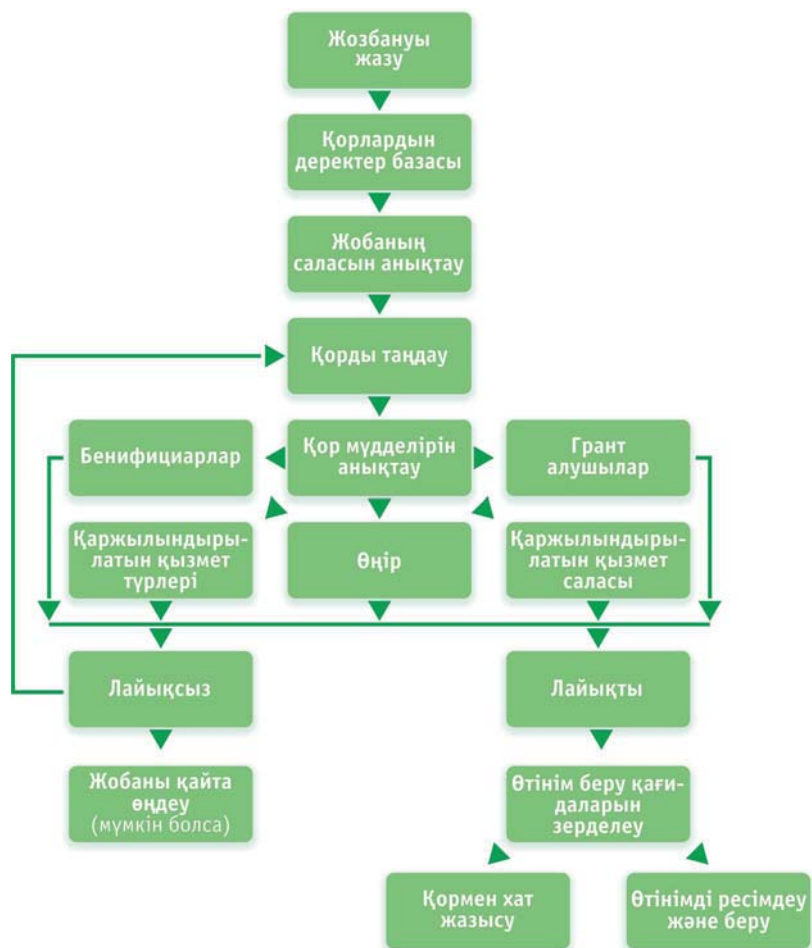 Жозбануы
жазу
Қорлардын
деректер базасы
Жобаның
саласын анықтау
Қорды таңдау
Бенифициарлар
Қор мүдделірін
анықтау
Грант
алушылар
Қаржылындыры-
латын қызмет
түрлері
Өңір
Қаржылындыры-
латын қызмет
саласы
Лайықсыз
Лайықты
Жобаны қайта
өңдеу
(мүмкін болса)
Өтінім беру қағи-
даларын
зерделеу
Қормен хат
жазысу
Өтінімді ресімдеу
және беру